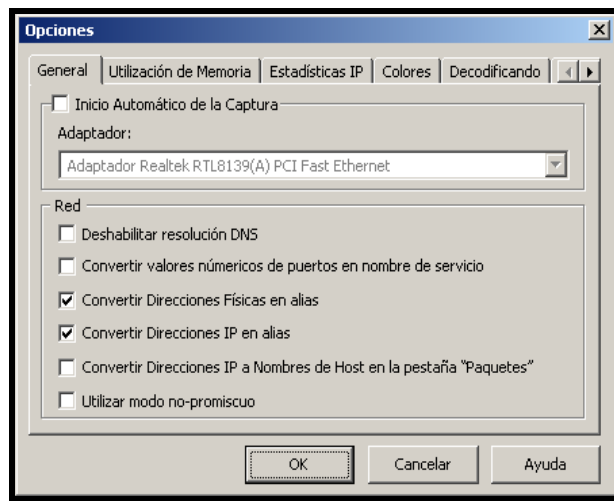 Opciones
General Utilización de Memoria Estadísticas IP Colores Decodificando
Inicio Automático de la Captura
Adaptador:
Adaptador Realtek RTL8139(A) PCI Fast Ethernet
Red
Deshabilitar resolución DNS
Convertir valores númericos de puertos en nombre de servicio
Convertir Direcciones Físicas en alias
Convertir Direcciones IP en alias
Convertir Direcciones IP a Nombres de Host en la pestaña "Paquetes"
Utilizar modo no-promiscuo
OK Cancelar Ayuda